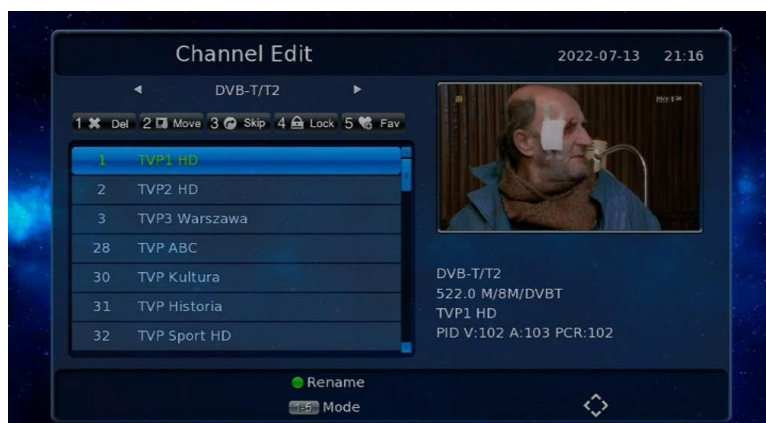 Channel Edit
2022-07-13 21:16
DVB-T/T2
1 Del 2 Move 3 Skip 4 Lock 5 Fav
1 TVP1 HD
2 TVP2 HD
3 TVP3 Warszawa
28 TVP ABC
30 TVP Kultura
31 TVP Historia
32 TVP Sport HD
DVB-T/T2
522.0 M/8M/DVBT
TVP1 HD
PID V:102 A:103 PCR:102
Rename
1-5 Mode